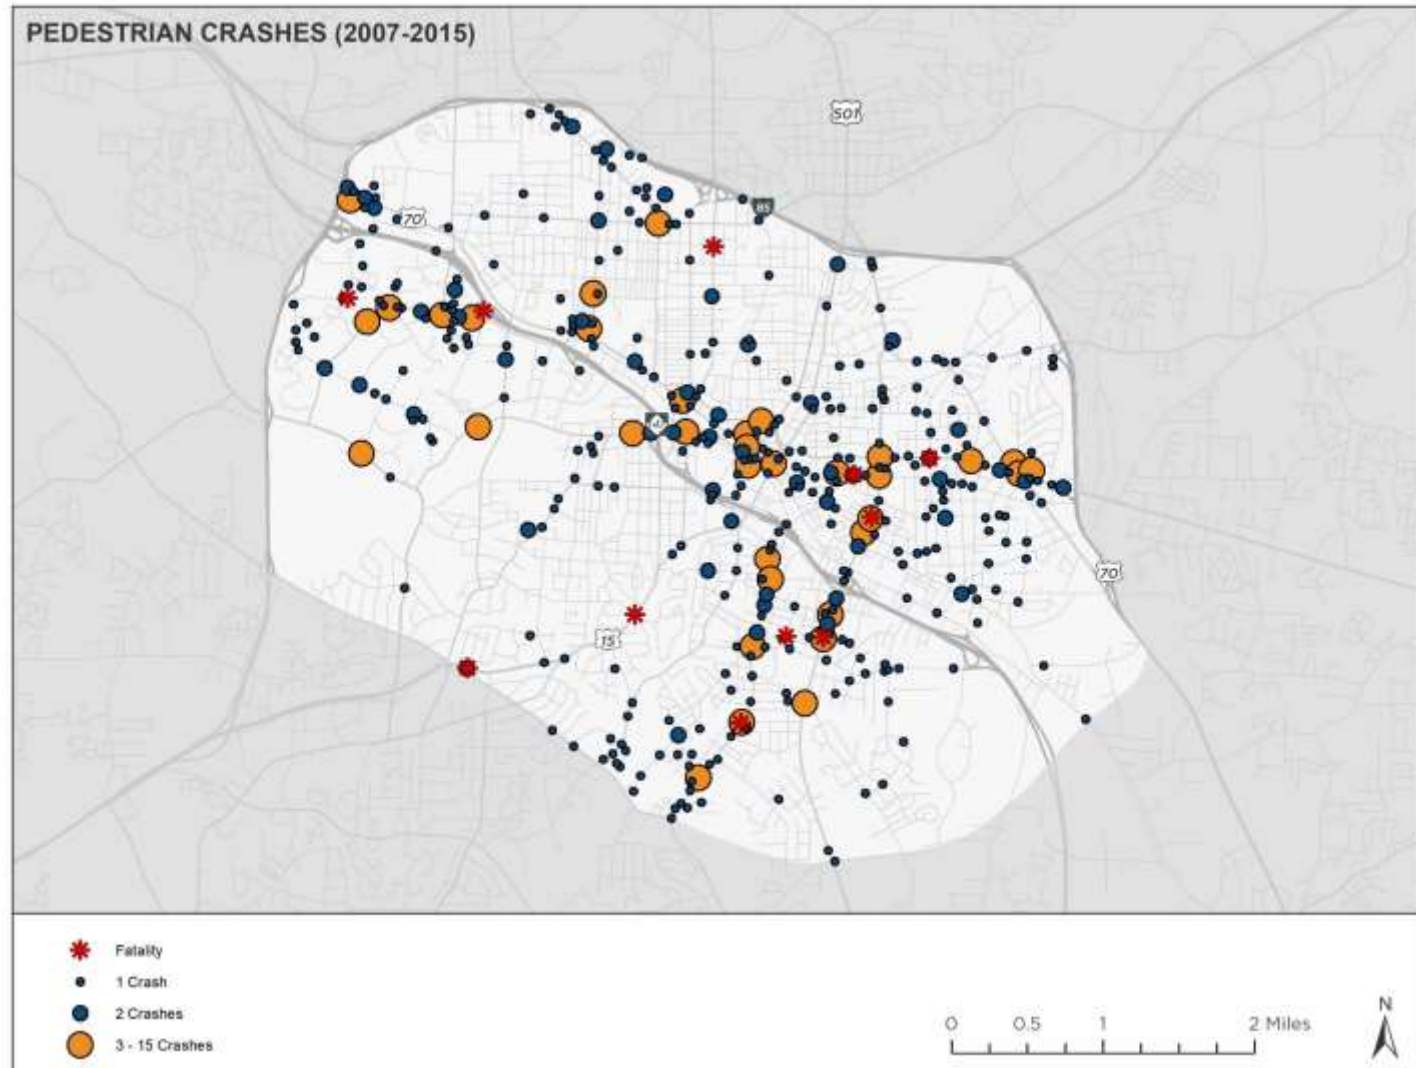 PEDESTRIAN CRASHES (2007-2015)
501
85
70
15
70
Fatality
1 Crash
2 Crashes
3 - 15 Crashes
0 0.5 1 2 Miles
N